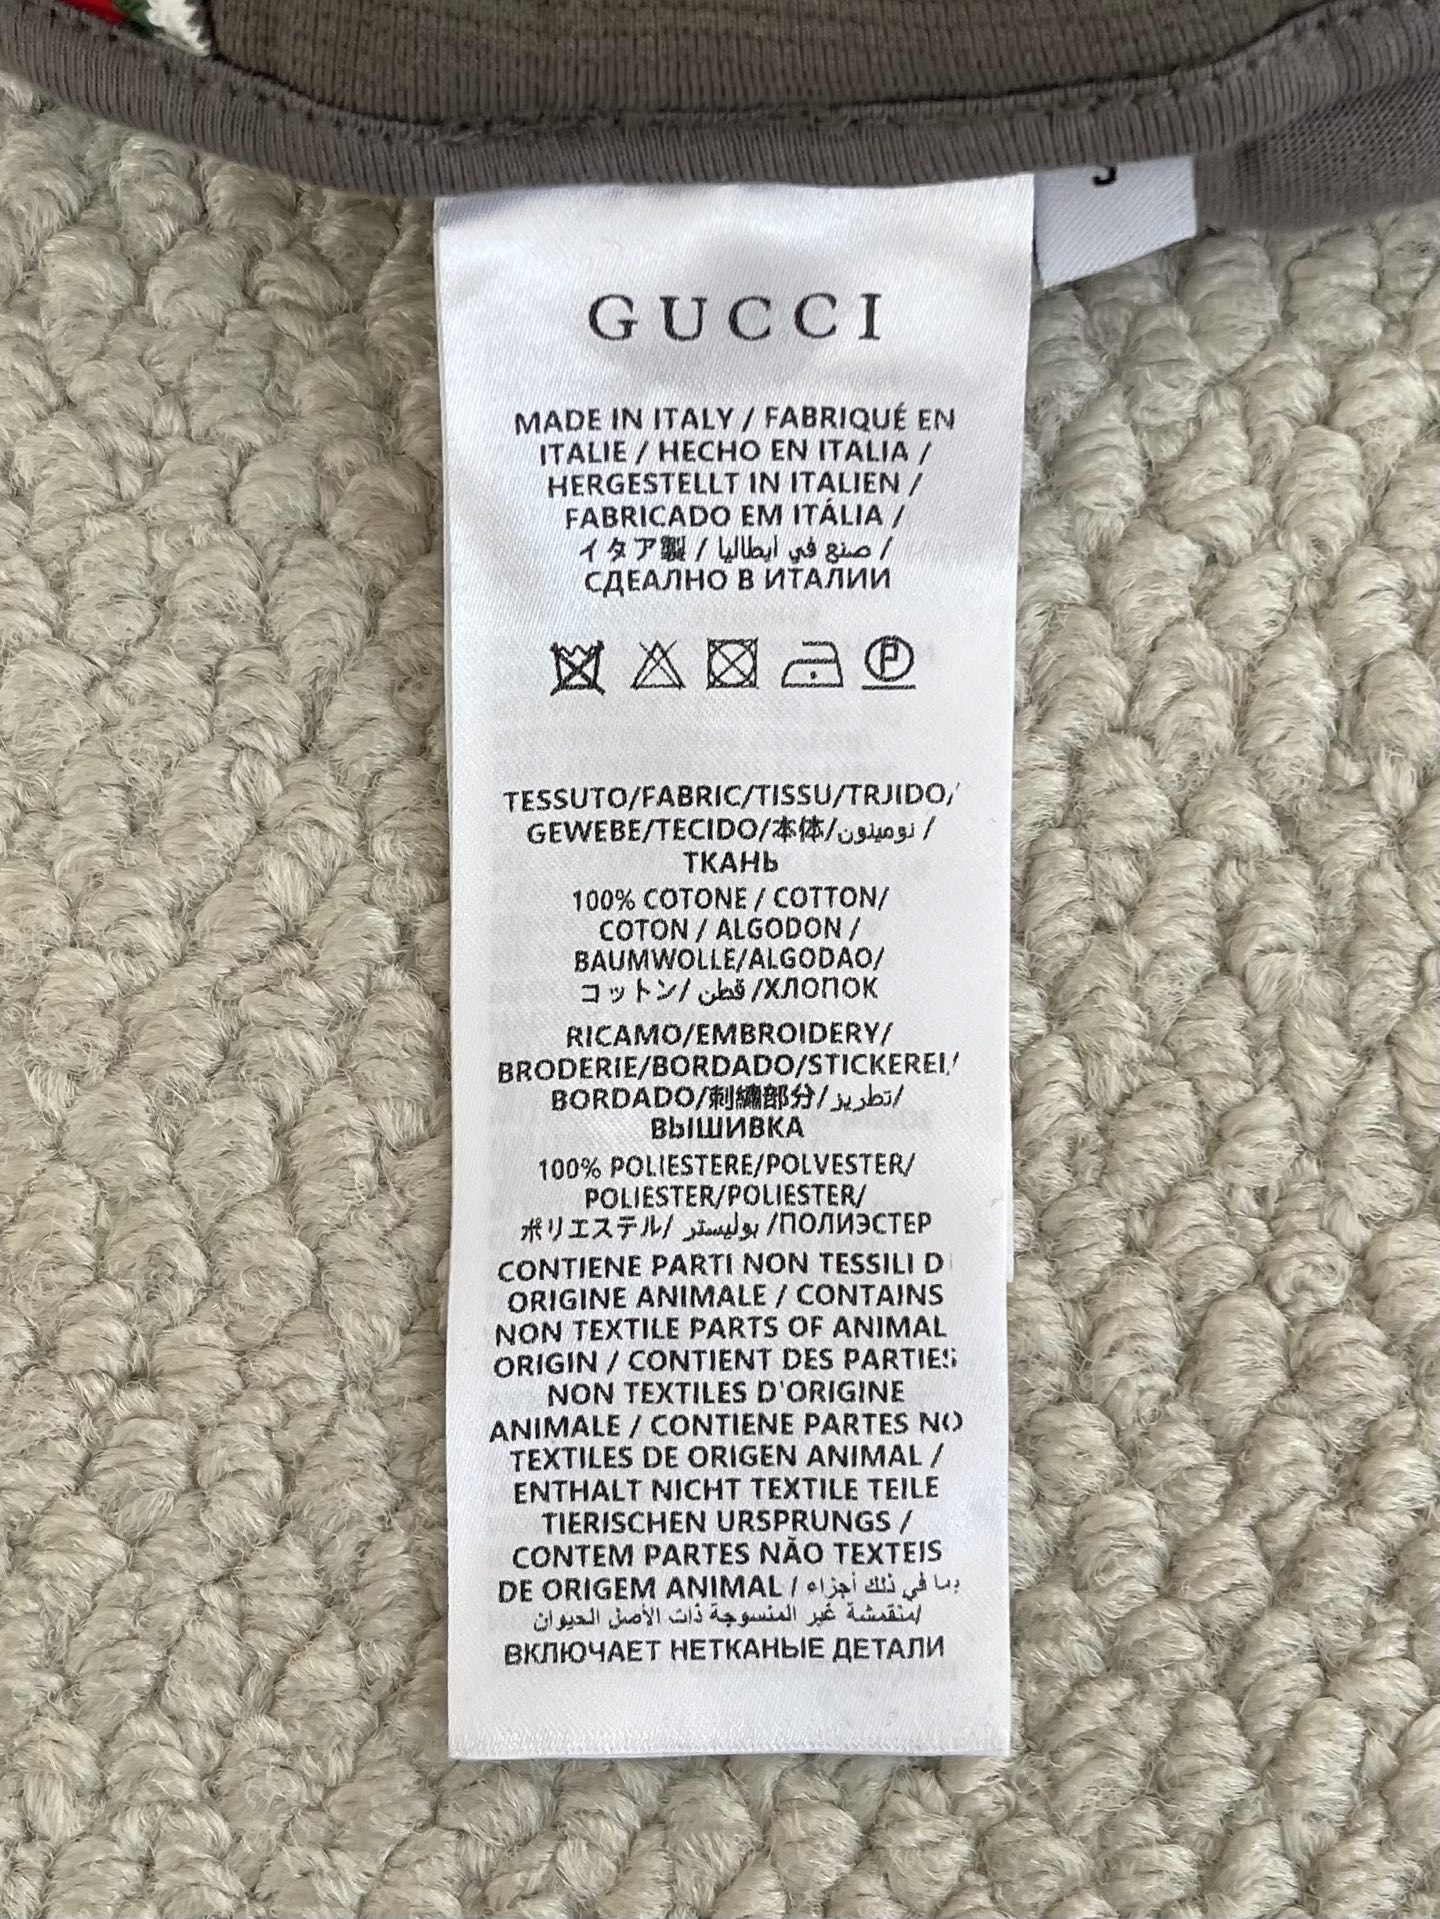 GUCCI
MADE IN ITALY / FABRIQUÉ EN
ITALIE / HECHO EN ITALIA /
HERGESTELLT IN ITALIEN /
FABRICADO EM ITÁLIA /
イタア製 / صنع في ايطاليا /
СДЕАЛНО В ИТАЛИИ
P
TESSUTO/FABRIC/TISSU/TRJIDO/
GEWEBE/TECIDO/本体/نومينون /
ТКАНЬ
100% COTONE / COTTON/
COTON / ALGODON /
BAUMWOLLE/ALGODAO/
コットン/ قطن /ХЛОПОК
RICAMO/EMBROIDERY/
BRODERIE/BORDADO/STICKEREI/
BORDADO/刺繍部分/تطريز/
ВЫШИВКА
100% POLIESTERE/POLVESTER/
POLIESTER/POLIESTER/
ポリエステル/ بوليستر /ПОЛИЭСТЕР
CONTIENE PARTI NON TESSILI DI
ORIGINE ANIMALE / CONTAINS
NON TEXTILE PARTS OF ANIMAL
ORIGIN / CONTIENT DES PARTIES
NON TEXTILES D'ORIGINE
ANIMALE / CONTIENE PARTES NO
TEXTILES DE ORIGEN ANIMAL /
ENTHALT NICHT TEXTILE TEILE
TIERISCHEN URSPRUNGS /
CONTEM PARTES NÃO TEXTEIS
DE ORIGEM ANIMAL / بما في ذلك أجزاء
منقمشة غير المنسوجة ذات الأصل الحيوان/
ВКЛЮЧАЕТ НЕТКАНЫЕ ДЕТАЛИ